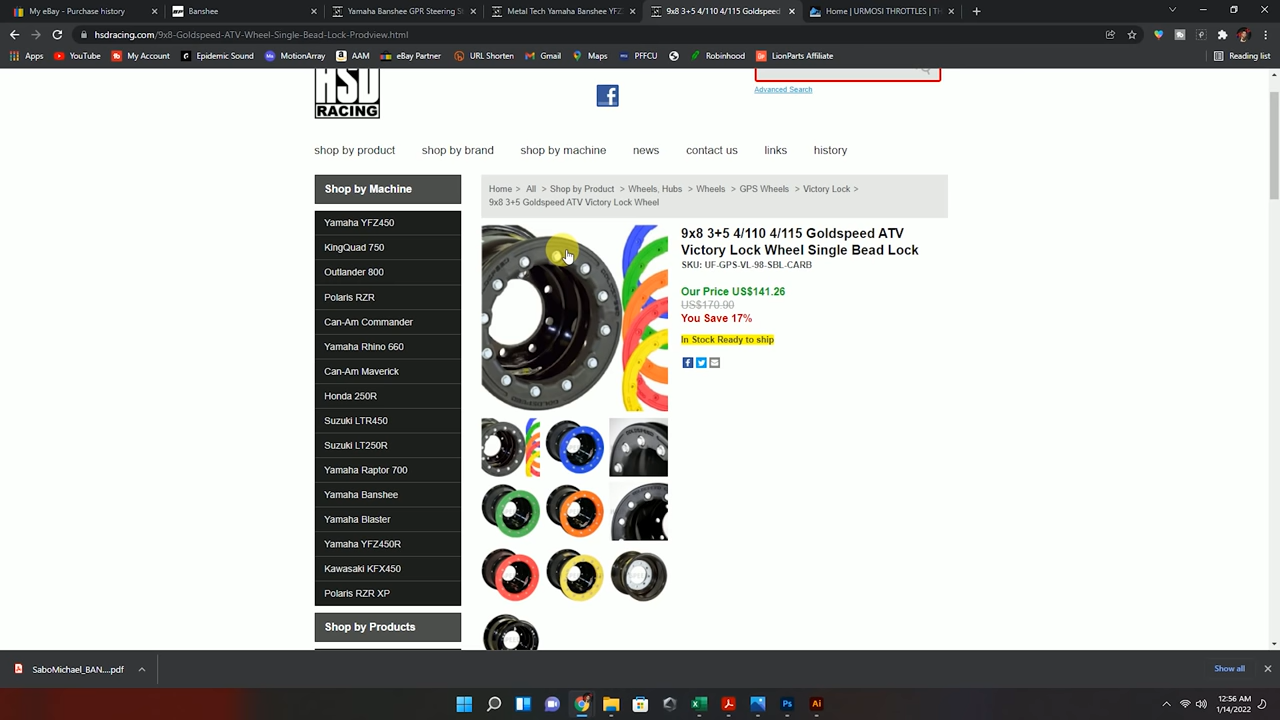 My eBay - Banshee
Banshee
Yamaha Banshee GPR Steering S
Metal Tech Banshee YFZ
9x8 3+5 4/110 4/115 Goldspeed
Home | URMOSI THROTTLES | T
hsdracing.com/9x8-Goldspeed-ATV-Wheel-Single-Bead-Lock-Prodview.html
Apps
YouTube
My Account
Epidemic Sound
MotionArray
AAM
eBay Partner
URL Shorten
Gmail
Maps
PFFCU
Robinhood
LionParts Affiliate
Reading list
HSD
RACING
Advanced Search
shop by product
shop by brand
shop by machine
news
contact us
links
history
Shop by Machine
Yamaha YFZ450
KingQuad 750
Outlander 800
Polaris RZR
Can-Am Commander
Yamaha Rhino 660
Can-Am Maverick
Honda 250R
Suzuki LTR450
Suzuki LT250R
Yamaha Raptor 700
Yamaha Banshee
Yamaha Blaster
Yamaha YFZ450R
Kawasaki KFX450
Polaris RZR XP
Shop by Products
Home > All > Shop by Product > Wheels, Hubs > Wheels > GPS Wheels > Victory Lock >
9x8 3+5 Goldspeed ATV Victory Lock Wheel
9x8 3+5 4/110 4/115 Goldspeed ATV
Victory Lock Wheel Single Bead Lock
SKU: UF-GPS-VL-98-SBL-CARB
Our Price US$141.26
US$170.90
You Save 17%
In Stock Ready to ship
SaboMichael_BAN....pdf
Show all
12:56 AM
1/14/2022